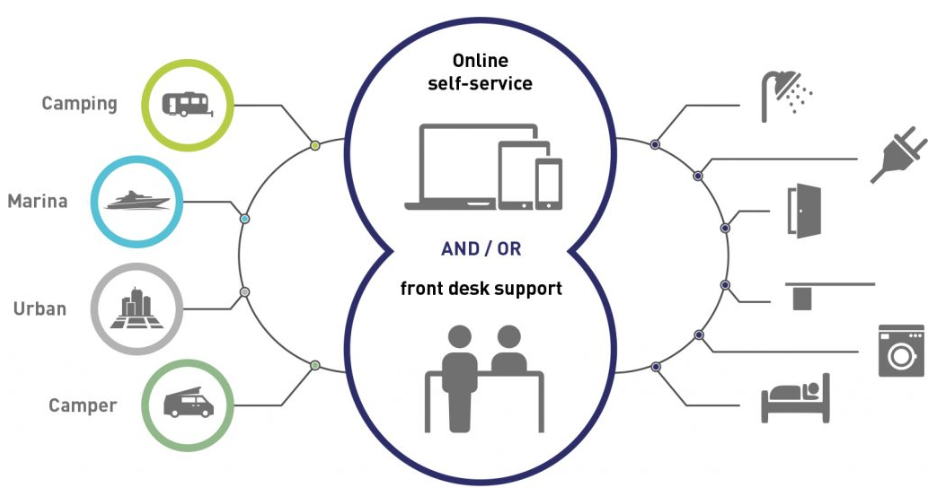 Camping
Marina
Urban
Camper
Online
self-service
AND / OR
front desk support